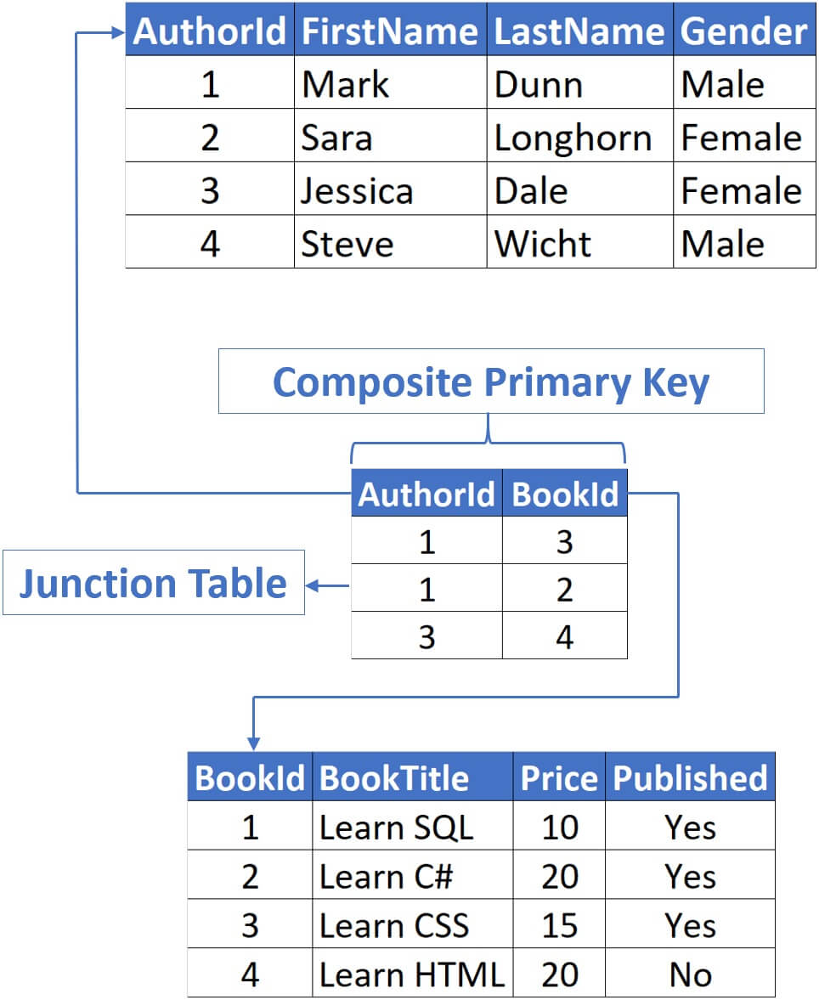 AuthorId FirstName LastName Gender
1 Mark Dunn Male
2 Sara Longhorn Female
3 Jessica Dale Female
4 Steve Wicht Male
Composite Primary Key
AuthorId BookId
1 3
Junction Table
1 2
3 4
BookId BookTitle Price Published
1 Learn SQL 10 Yes
2 Learn C# 20 Yes
3 Learn CSS 15 Yes
4 Learn HTML 20 No